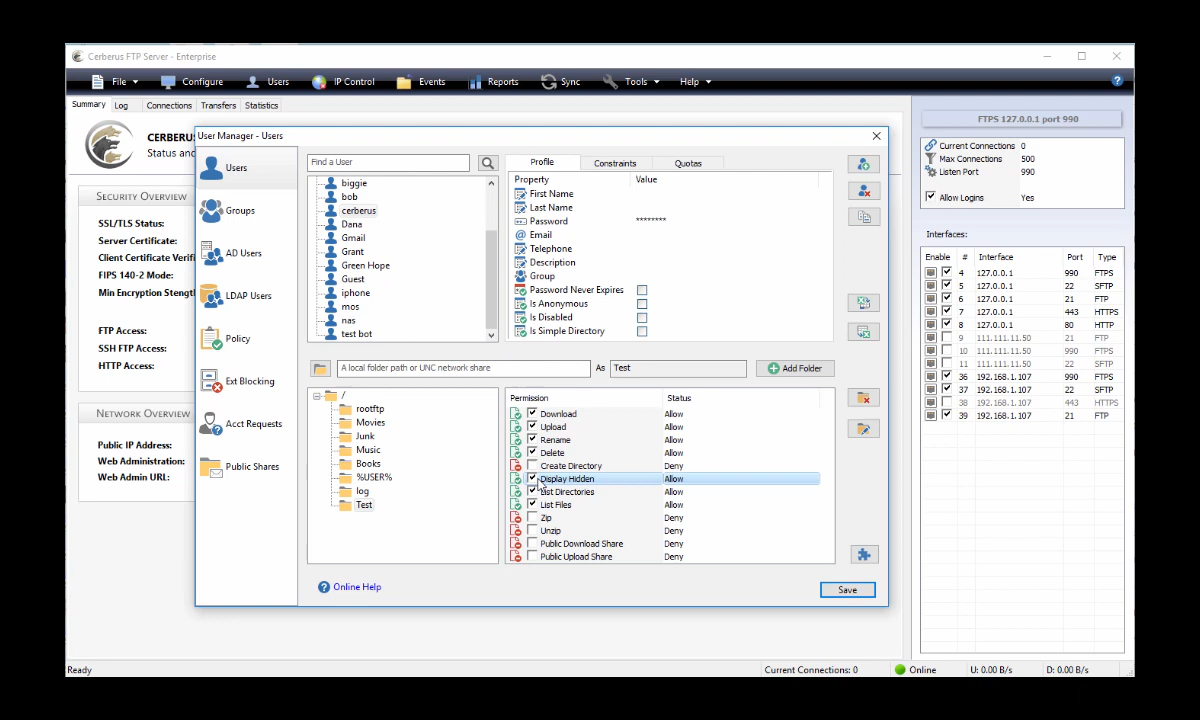 Cerberus FTP Server - Enterprise
File Configure Users IP Control Events Reports Sync Tools Help
Summary Log Connections Transfers Statistics
CERBERU
Status and
SECURITY OVERVIEW
SSL/TLS Status:
Server Certificate:
Client Certificate Verifi
FIPS 140-2 Mode:
Min Encryption Stengt
FTP Access:
SSH FTP Access:
HTTP Access:
NETWORK OVERVIEW
Public IP Address:
Web Administration:
Web Admin URL:
User Manager - Users
Users
Groups
AD Users
LDAP Users
Policy
Ext Blocking
Acct Requests
Public Shares
Find a User
biggie
bob
cerberus
Dana
Gmail
Grant
Green Hope
Guest
iphone
mos
nas
test bot
Profile Constraints Quotas
Property Value
First Name
Last Name
Password ********
Email
Telephone
Description
Group
Password Never Expires
Is Anonymous
Is Disabled
Is Simple Directory
A local folder path or UNC network share As Test Add Folder
/
rootftp
Movies
Junk
Music
Books
%USER%
log
Test
Permission Status
Download Allow
Upload Allow
Rename Allow
Delete Allow
Create Directory Deny
Display Hidden Allow
List Directories Allow
List Files Allow
Zip Deny
Unzip Deny
Public Download Share Deny
Public Upload Share Deny
Online Help
Save
FTPS 127.0.0.1 port 990
Current Connections 0
Max Connections 500
Listen Port 990
Allow Logins Yes
Interfaces:
Enable # Interface Port Type
4 127.0.0.1 990 FTPS
5 127.0.0.1 22 SFTP
6 127.0.0.1 21 FTP
7 127.0.0.1 443 HTTPS
8 127.0.0.1 80 HTTP
9 111.111.11.50 21 FTP
10 111.111.11.50 990 FTPS
11 111.111.11.50 22 SFTP
36 192.168.1.107 990 FTPS
37 192.168.1.107 22 SFTP
38 192.168.1.107 443 HTTPS
39 192.168.1.107 21 FTP
Ready Current Connections: 0 Online U: 0.00 B/s D: 0.00 B/s